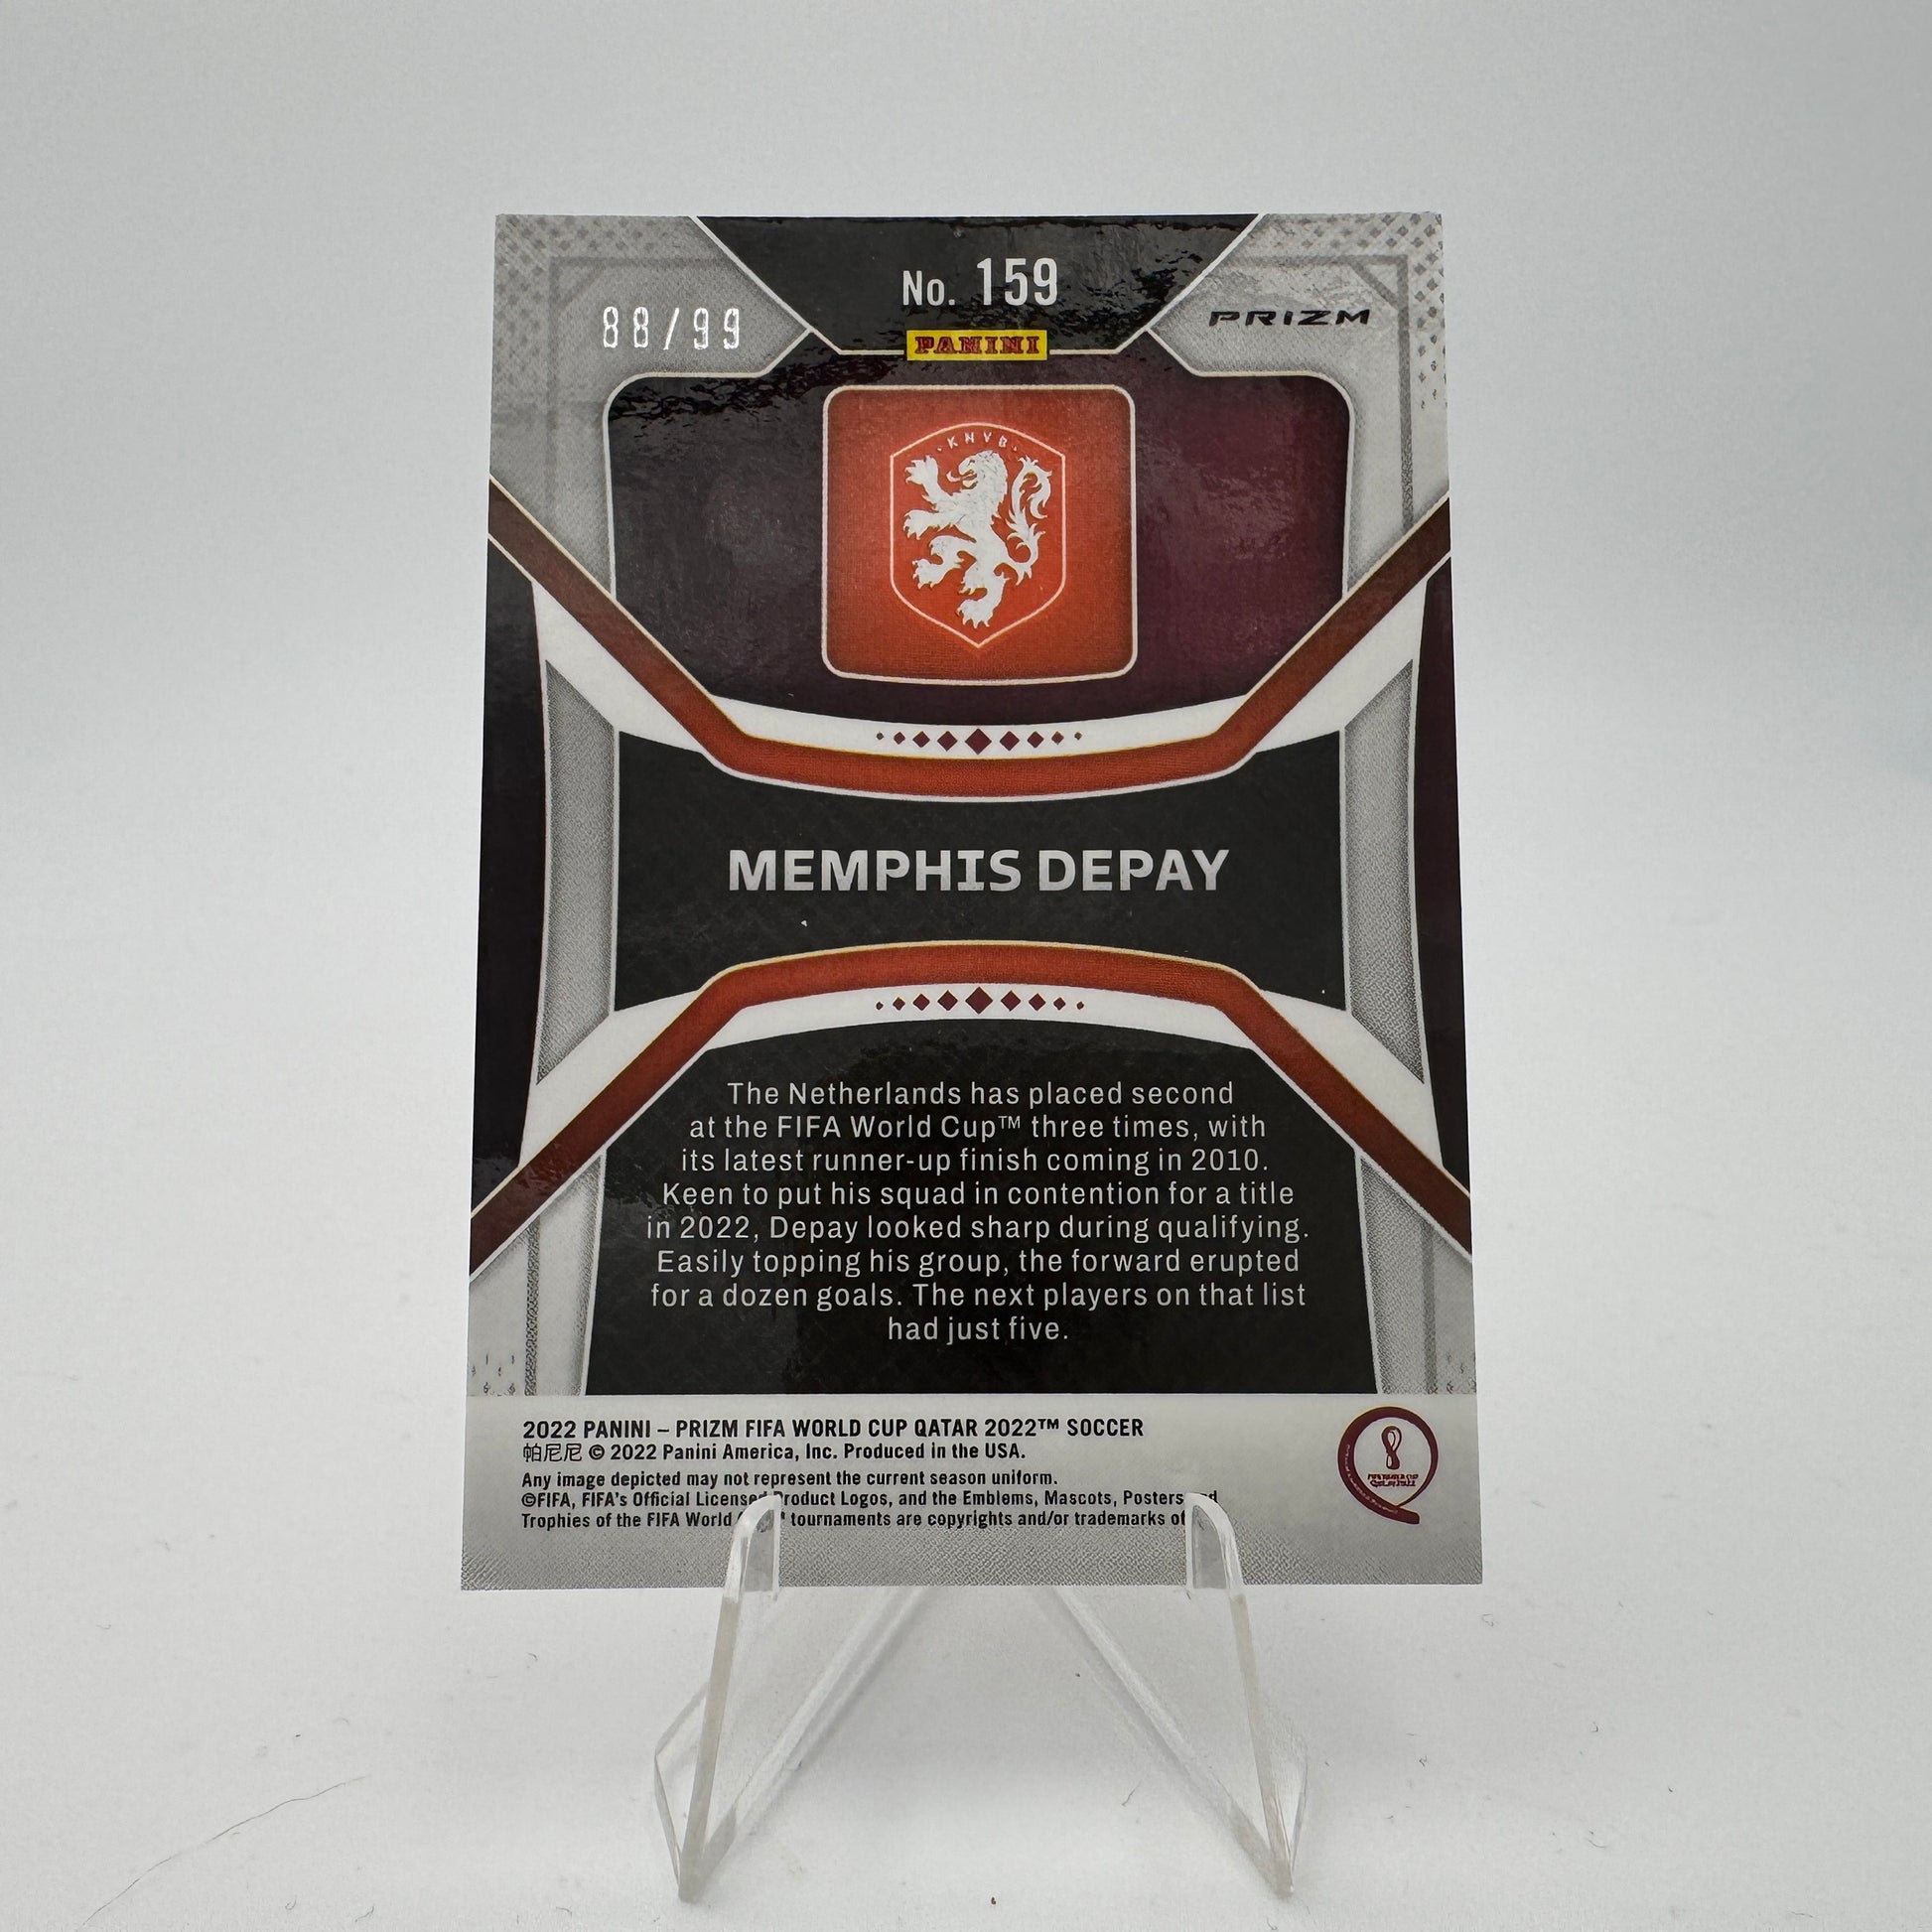 No. 159
88/99
PRIZM
PANINI
KNVB
MEMPHIS DEPAY
The Netherlands has placed second
at the FIFA World Cup™ three times, with
its latest runner-up finish coming in 2010.
Keen to put his squad in contention for a title
in 2022, Depay looked sharp during qualifying.
Easily topping his group, the forward erupted
for a dozen goals. The next players on that list
had just five.
2022 PANINI – PRIZM FIFA WORLD CUP QATAR 2022™ SOCCER
帕尼尼 © 2022 Panini America, Inc. Produced in the USA.
Any image depicted may not represent the current season uniform.
©FIFA, FIFA's Official Licensed Product Logos, and the Emblems, Mascots, Posters
Trophies of the FIFA World tournaments are copyrights and/or trademarks of